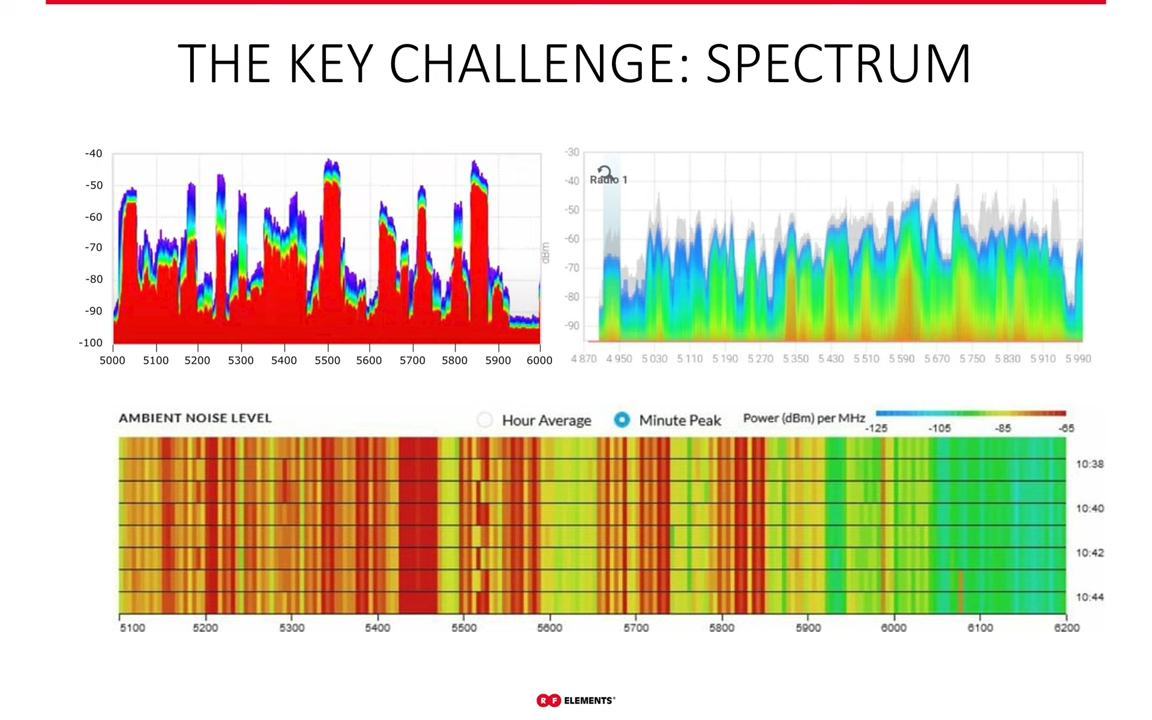 THE KEY CHALLENGE: SPECTRUM
-40
-50
-60
-70
-80
-90
-100
5000 5100 5200 5300 5400 5500 5600 5700 5800 5900 6000
-30
-40
-50
-60
-70
-80
-90
dBm
Radio 1
4 870 4 950 5 030 5 110 5 190 5 270 5 350 5 430 5 510 5 590 5 670 5 750 5 830 5 910 5 990
AMBIENT NOISE LEVEL Hour Average Minute Peak Power (dBm) per MHz
-125 -105 -85 -65
10:38
10:40
10:42
10:44
5100 5200 5300 5400 5500 5600 5700 5800 5900 6000 6100 6200
RF ELEMENTS